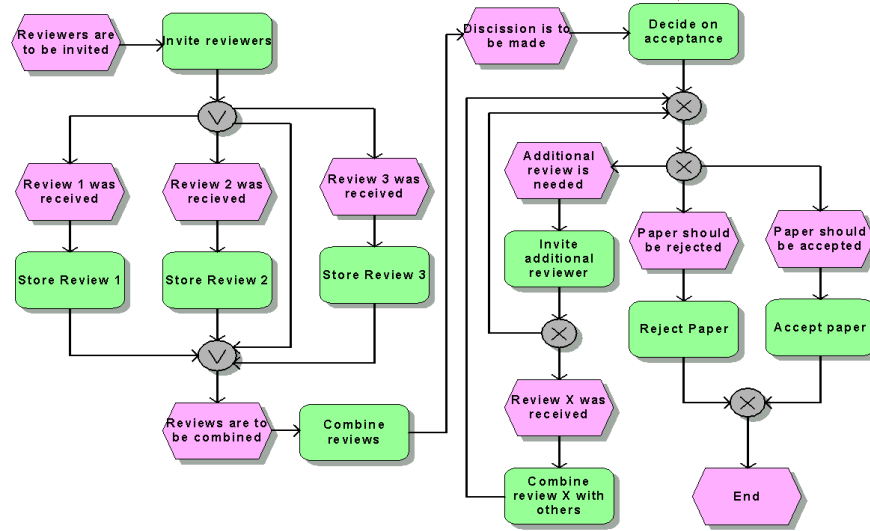 Reviewers are
to be invited
Invite reviewers
Discission is to
be made
Decide on
acceptance
Review 1 was
received
Review 2 was
recieved
Review 3 was
received
Additional
review is
needed
Paper should
be rejected
Paper should
be accepted
Store Review 1
Store Review 2
Store Review 3
Invite
additional
reviewer
Reject Paper
Accept paper
Review X was
received
Reviews are to
be combined
Combine
reviews
Combine
review X with
others
End